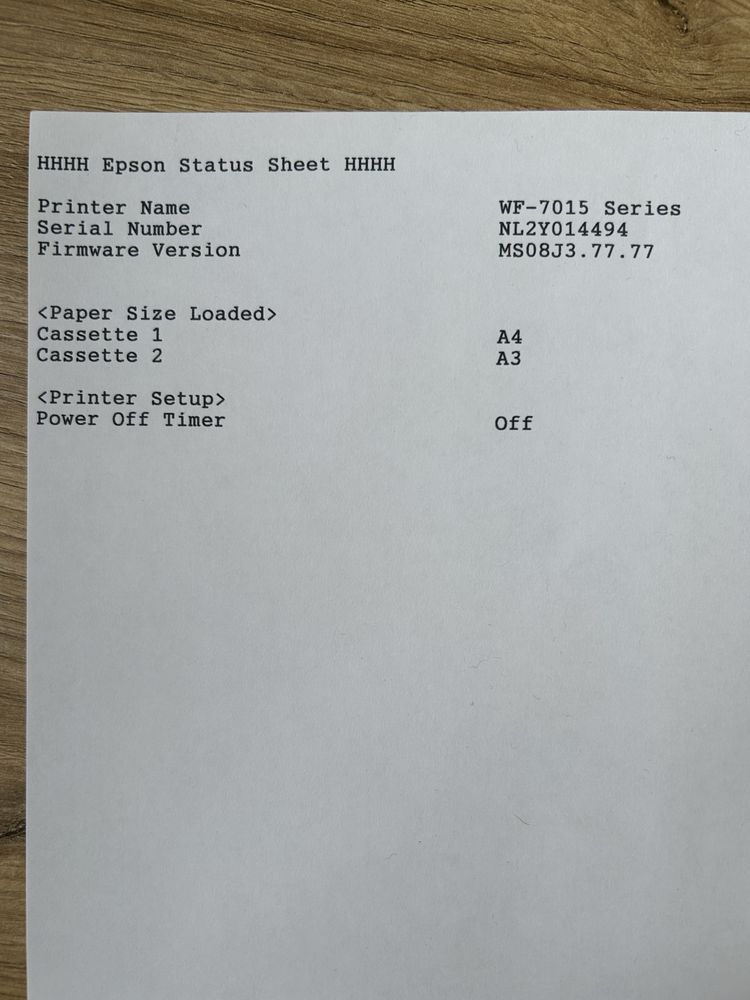 HHHH Epson Status Sheet HHHH
Printer Name WF-7015 Series
Serial Number NL2Y014494
Firmware Version MS08J3.77.77
<Paper Size Loaded>
Cassette 1 A4
Cassette 2 A3
<Printer Setup>
Power Off Timer Off